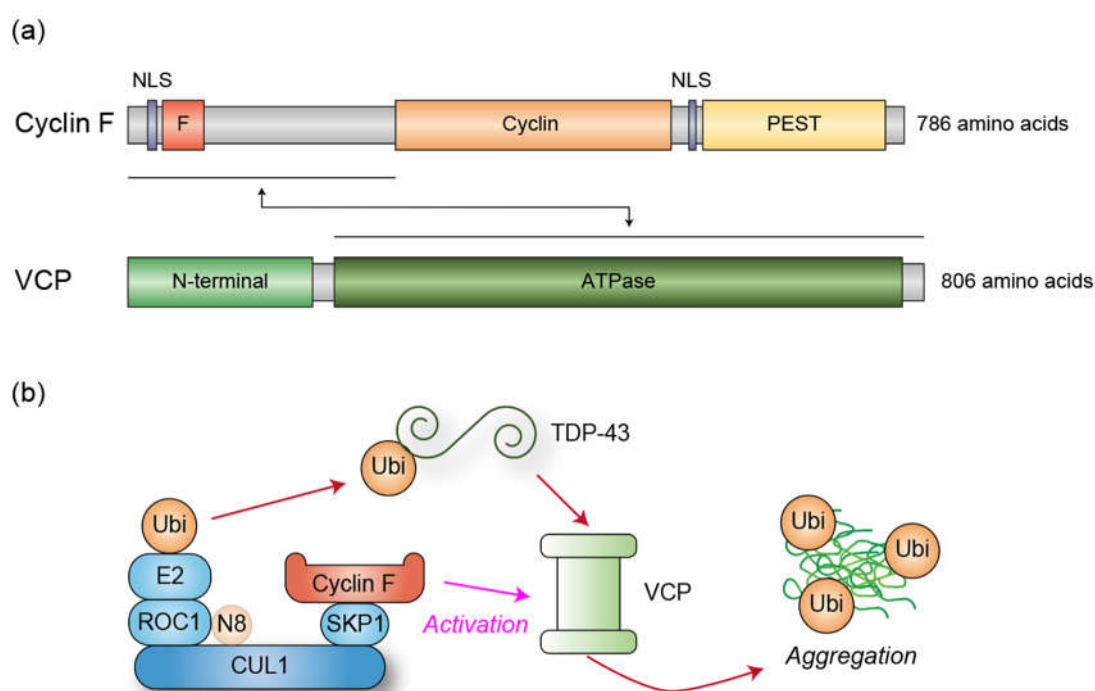 (a)
NLS NLS
Cyclin F F Cyclin PEST 786 amino acids
VCP N-terminal ATPase 806 amino acids
(b)
TDP-43
Ubi
Ubi
E2
ROC1 N8
CUL1
Cyclin F
SKP1
Activation
VCP
Ubi
Ubi
Ubi
Aggregation